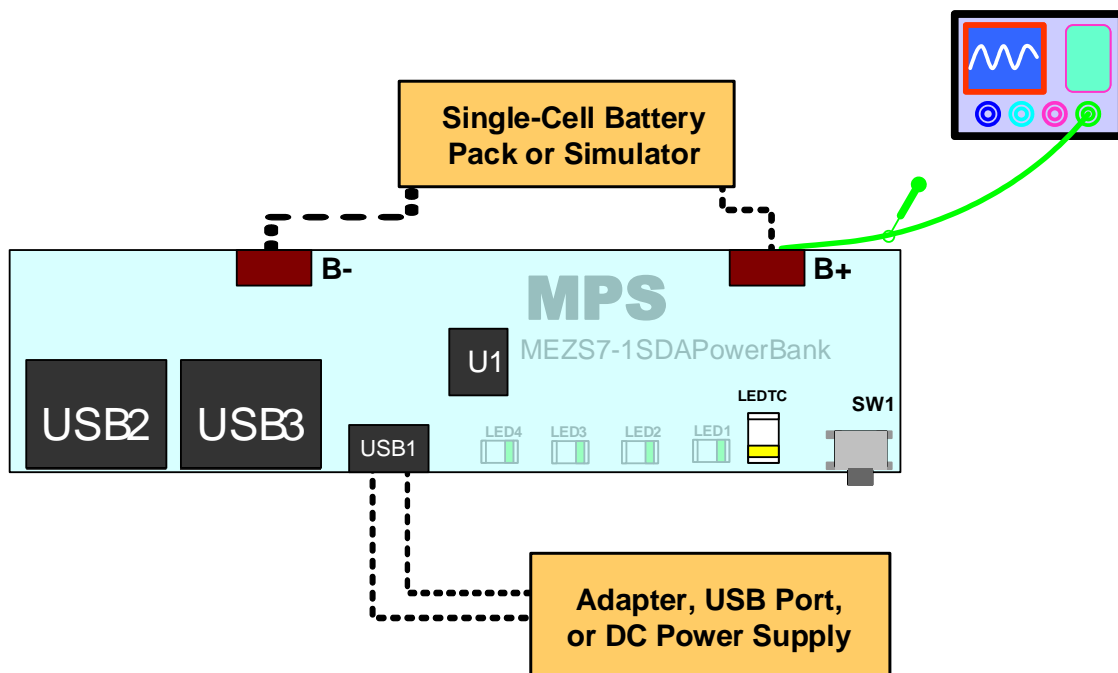 Single-Cell Battery
Pack or Simulator
B-
B+
MPS
MEZS7-1SDAPowerBank
U1
USB2
USB3
USB1
LED4
LED3
LED2
LED1
LEDTC
SW1
Adapter, USB Port,
or DC Power Supply